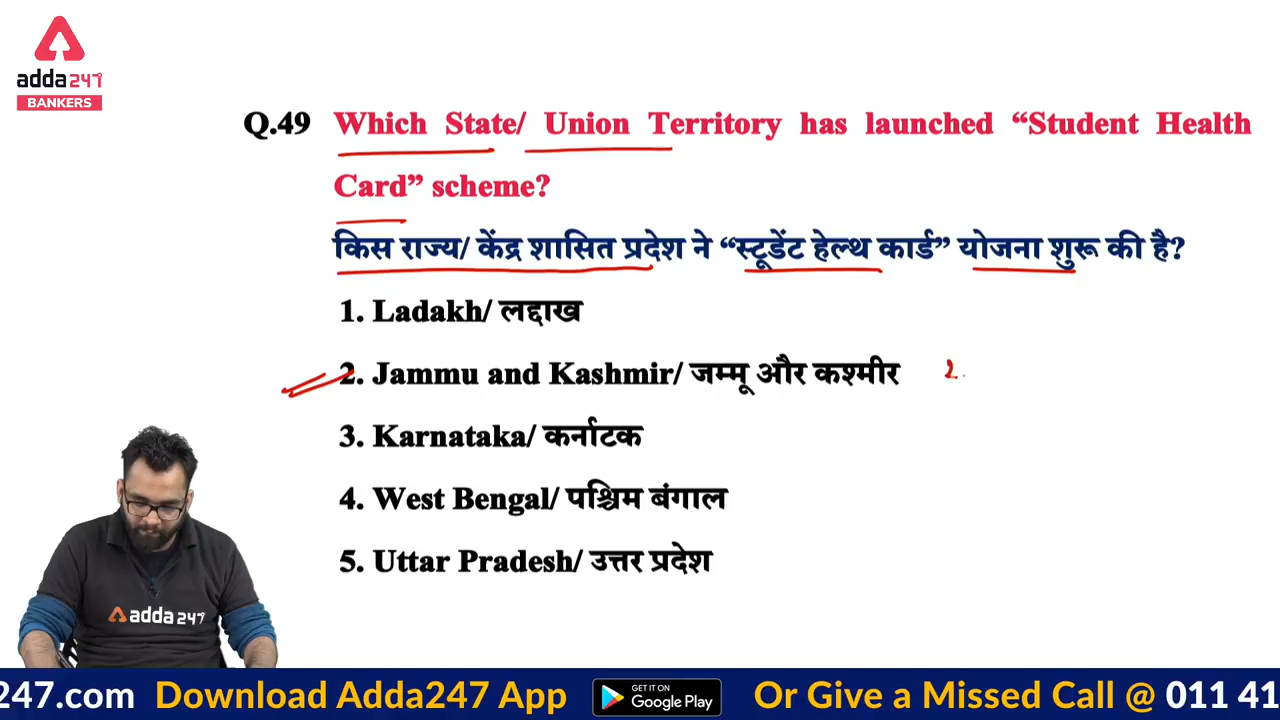 adda247
BANKERS
Q.49 Which State/ Union Territory has launched “Student Health
Card” scheme?
किस राज्य/ केंद्र शासित प्रदेश ने “स्टूडेंट हेल्थ कार्ड” योजना शुरू की है?
1. Ladakh/ लद्दाख
2. Jammu and Kashmir/ जम्मू और कश्मीर 2.
3. Karnataka/ कर्नाटक
4. West Bengal/ पश्चिम बंगाल
5. Uttar Pradesh/ उत्तर प्रदेश
adda247
247.com Download Adda247 App GET IT ON Google Play Or Give a Missed Call @ 011 41